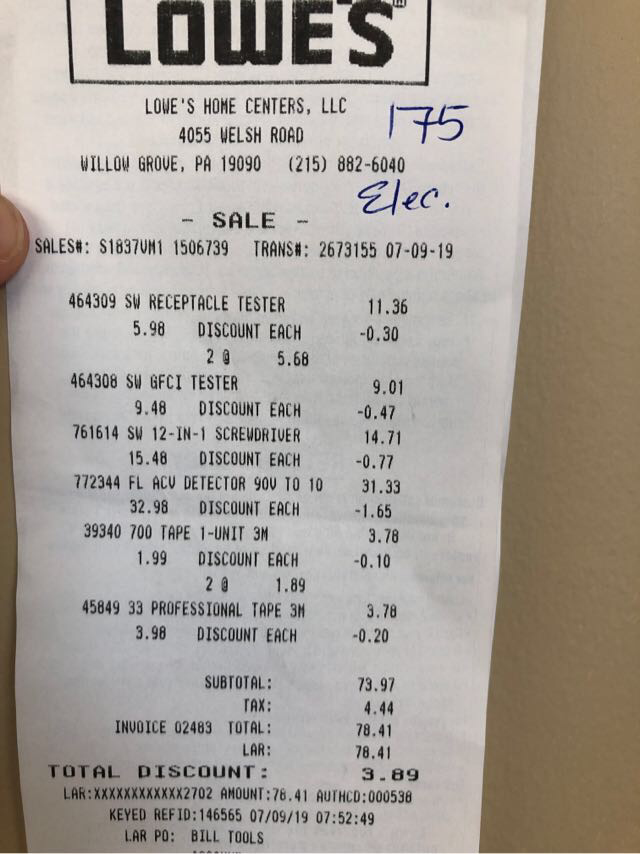 LOWE'S
LOWE'S HOME CENTERS, LLC
175
4055 WELSH ROAD
WILLOW GROVE, PA 19090 (215) 882-6040
Elec.
- SALE -
SALES#: S1837VM1 1506739 TRANS#: 2673155 07-09-19
464309 SW RECEPTACLE TESTER 11.36
5.98 DISCOUNT EACH -0.30
2 @ 5.68
464308 SW GFCI TESTER 9.01
9.48 DISCOUNT EACH -0.47
761614 SW 12-IN-1 SCREWDRIVER 14.71
15.48 DISCOUNT EACH -0.77
772344 FL ACV DETECTOR 90V TO 10 31.33
32.98 DISCOUNT EACH -1.65
39340 700 TAPE 1-UNIT 3M 3.78
1.99 DISCOUNT EACH -0.10
2 @ 1.89
45849 33 PROFESSIONAL TAPE 3M 3.78
3.98 DISCOUNT EACH -0.20
SUBTOTAL: 73.97
TAX: 4.44
INVOICE 02483 TOTAL: 78.41
LAR: 78.41
TOTAL DISCOUNT: 3.89
LAR:XXXXXXXXXXXX2702 AMOUNT:78.41 AUTHCD:000538
KEYED REFID:146565 07/09/19 07:52:49
LAR PO: BILL TOOLS